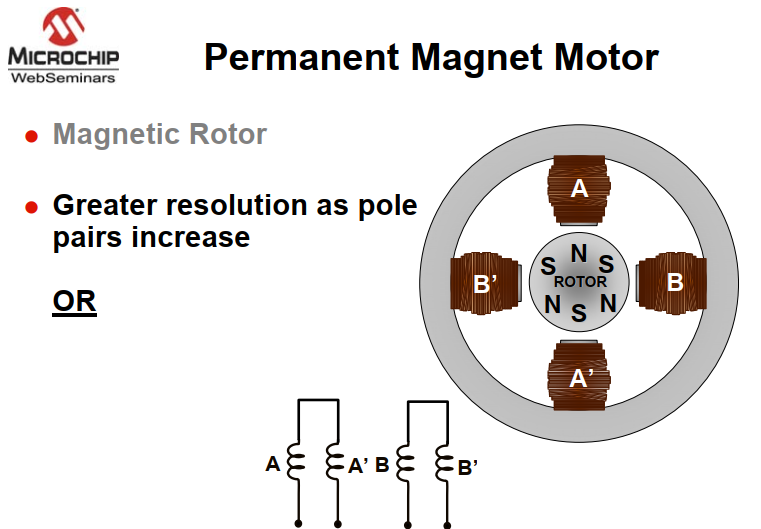 MICROCHIP
WebSeminars
Permanent Magnet Motor
Magnetic Rotor
Greater resolution as pole
pairs increase
OR
A
B’
B
A’
N
S
S
ROTOR
N
N
S
A
A’
B
B’